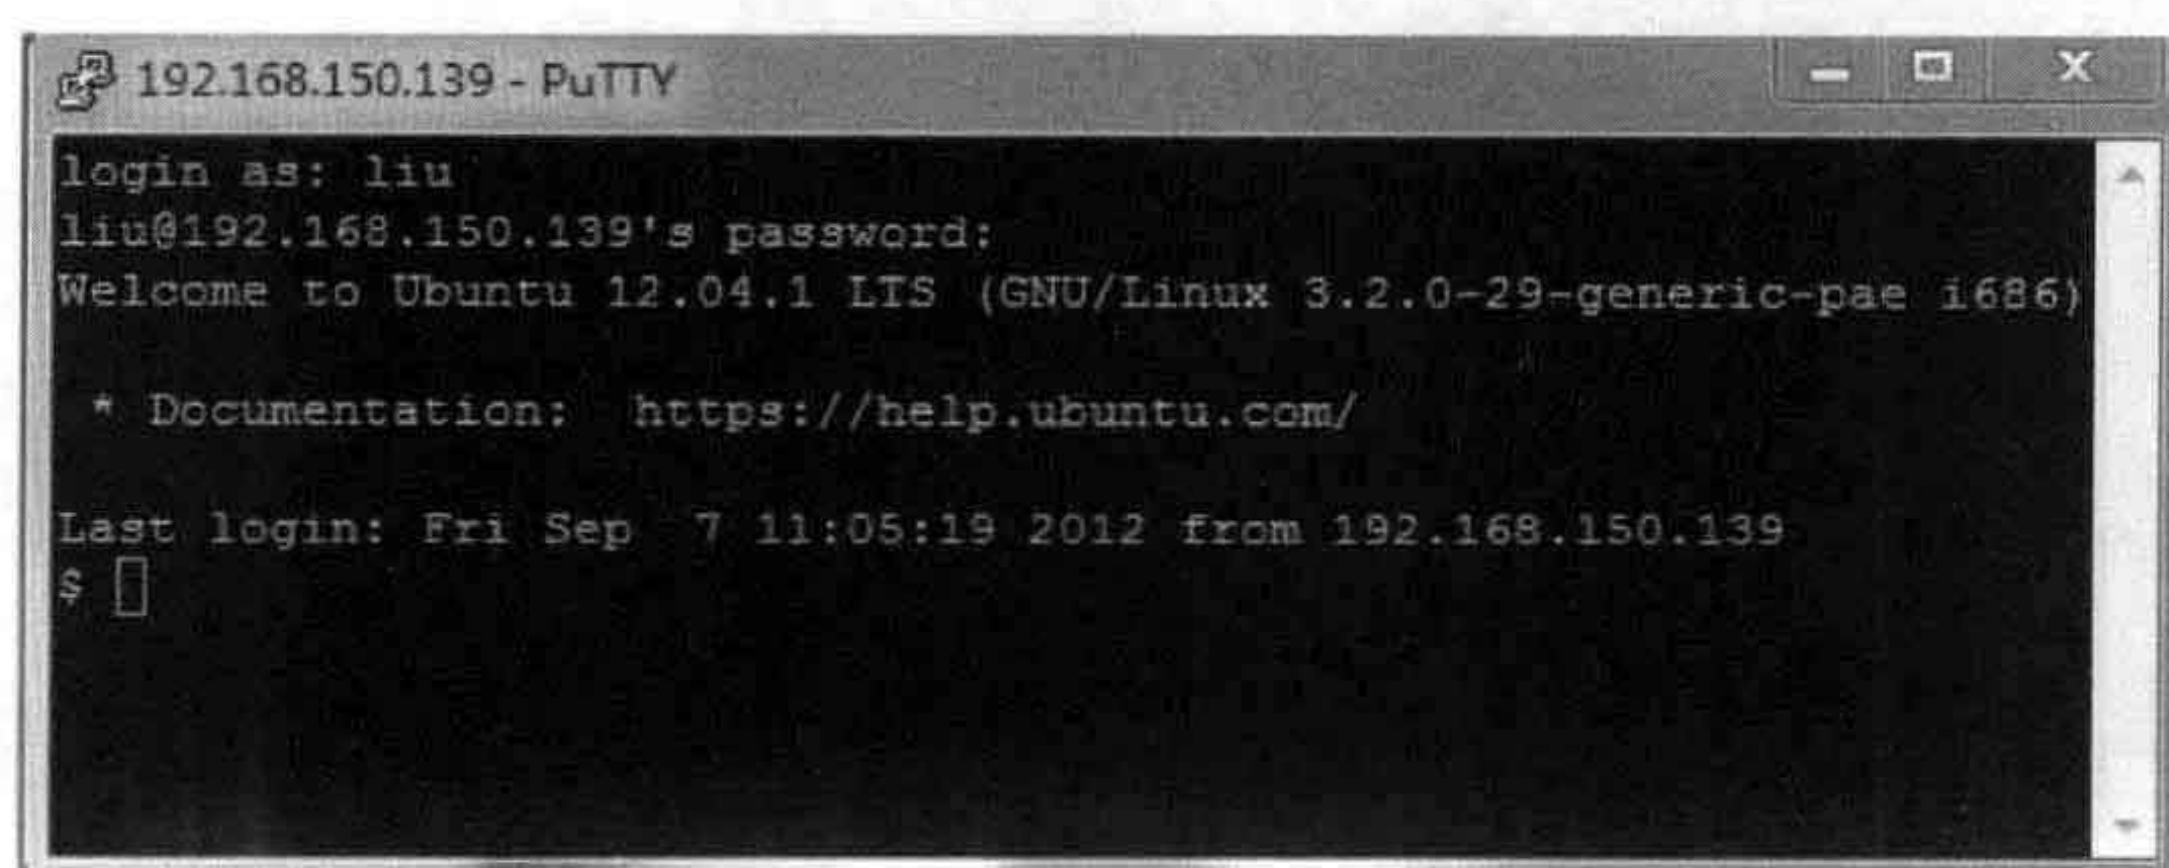 192.168.150.139 - PuTTY
login as: liu
liu@192.168.150.139's password:
Welcome to Ubuntu 12.04.1 LTS (GNU/Linux 3.2.0-29-generic-pae i686)
* Documentation:  https://help.ubuntu.com/
Last login: Fri Sep  7 11:05:19 2012 from 192.168.150.139
$